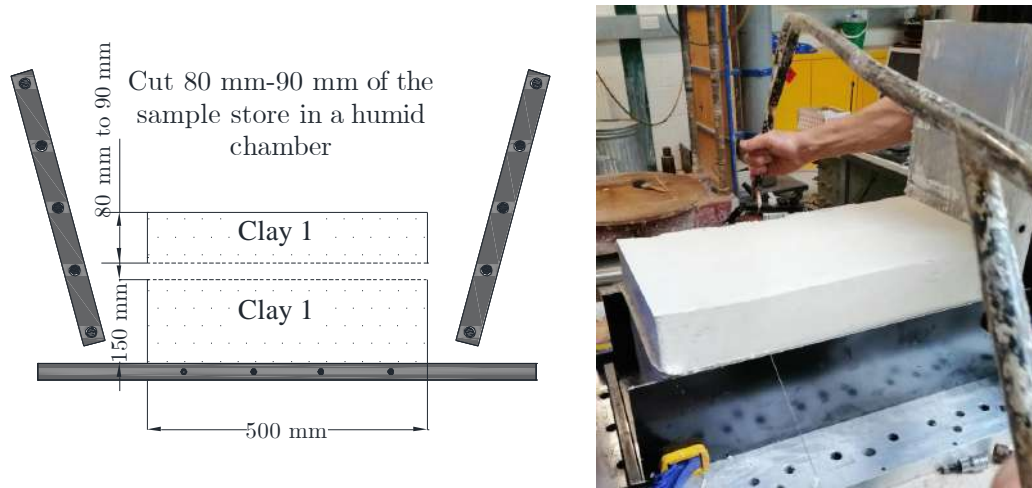 80 mm to 90 mm
Cut 80 mm-90 mm of the
sample store in a humid
chamber
Clay 1
Clay 1
150 mm
500 mm